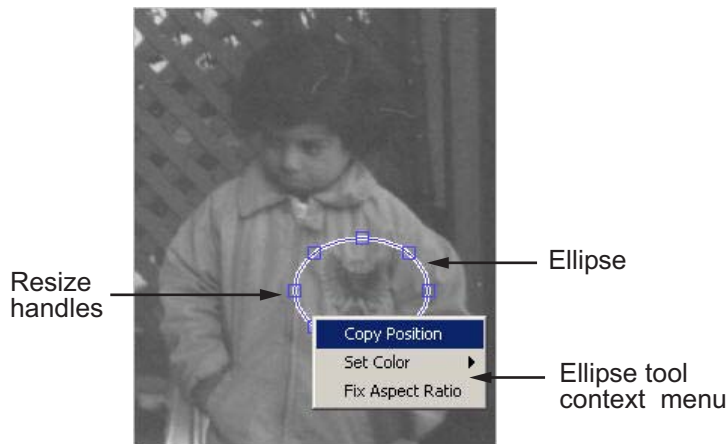 Ellipse
Resize
handles
Copy Position
Set Color
Fix Aspect Ratio
Ellipse tool
context menu